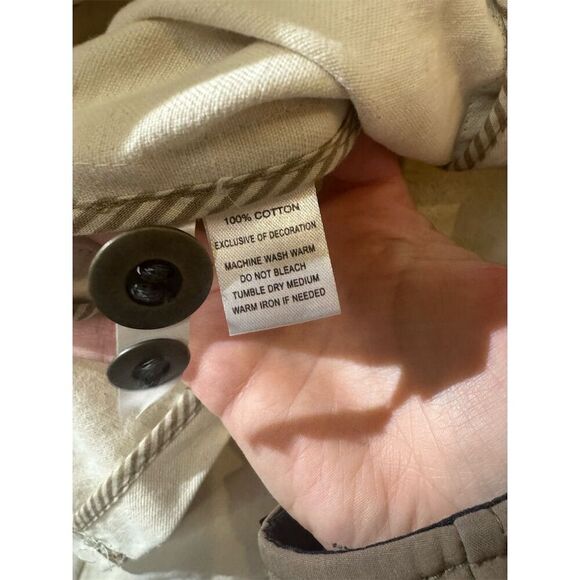 100% COTTON
EXCLUSIVE OF DECORATION
MACHINE WASH WARM
DO NOT BLEACH
TUMBLE DRY MEDIUM
WARM IRON IF NEEDED